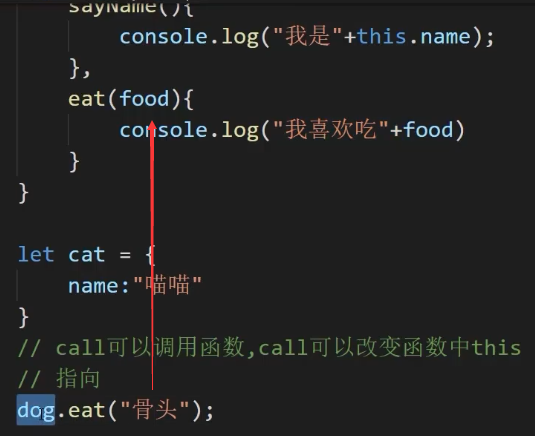 sayName(){
console.log("我是"+this.name);
},
eat(food){
console.log("我喜欢吃"+food)
}
}
let cat = {
name:"喵喵"
}
// call可以调用函数,call可以改变函数中this
// 指向
dog.eat("骨头");